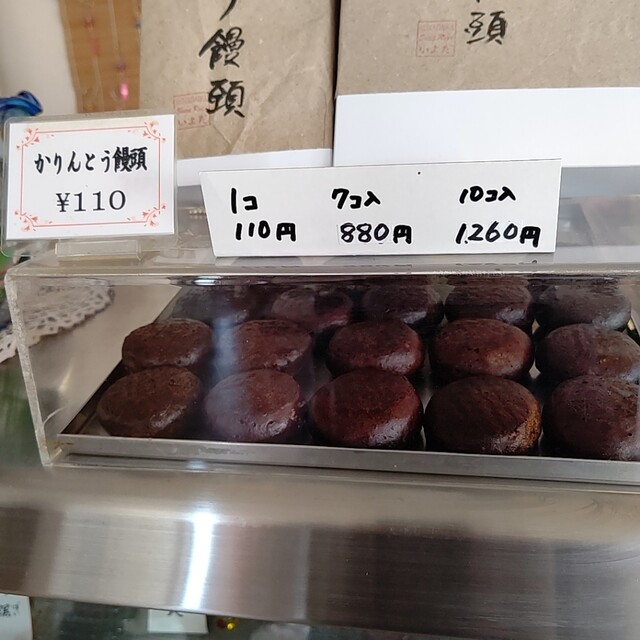 饅頭
頭
かりんとう饅頭
¥110
1コ 7コ入 10コ入
110円 880円 1,260円